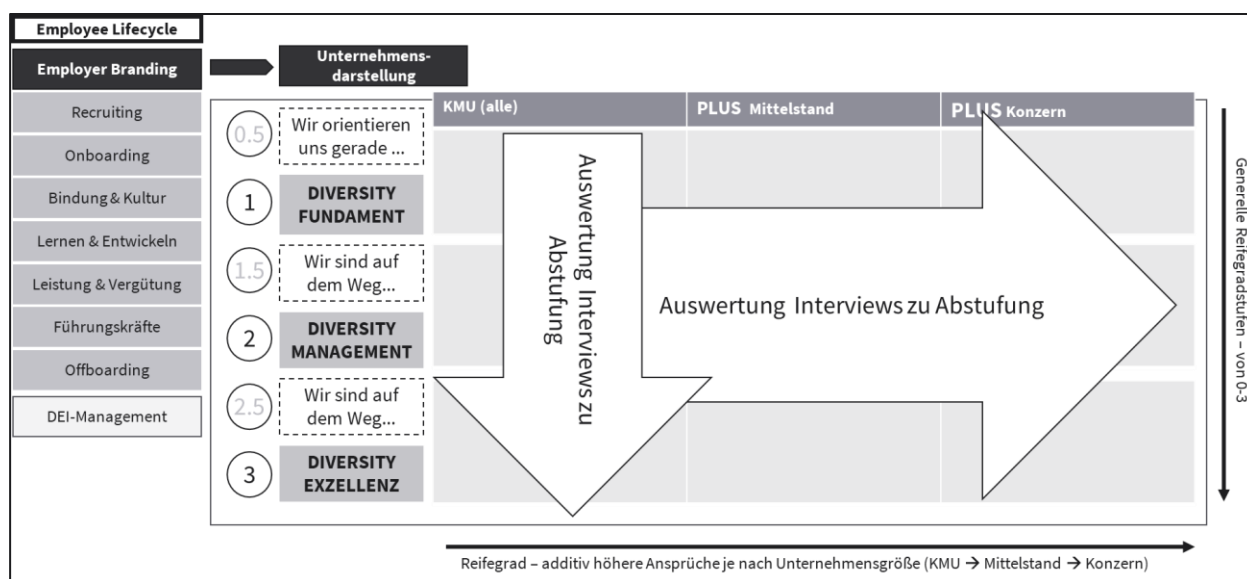 Employee Lifecycle
Employer Branding
Recruiting
Onboarding
Bindung & Kultur
Lernen & Entwickeln
Leistung & Vergütung
Führungskräfte
Offboarding
DEI-Management
Unternehmens-
darstellung
KMU (alle)
PLUS Mittelstand
PLUS Konzern
0.5
Wir orientieren
uns gerade ...
1
DIVERSITY
FUNDAMENT
1.5
Wir sind auf
dem Weg...
2
DIVERSITY
MANAGEMENT
2.5
Wir sind auf
dem Weg...
3
DIVERSITY
EXZELLENZ
Auswertung Interviews zu
Abstufung
Auswertung Interviews zu Abstufung
Generelle Reifegradstufen – von 0-3
Reifegrad – additiv höhere Ansprüche je nach Unternehmensgröße (KMU → Mittelstand → Konzern)